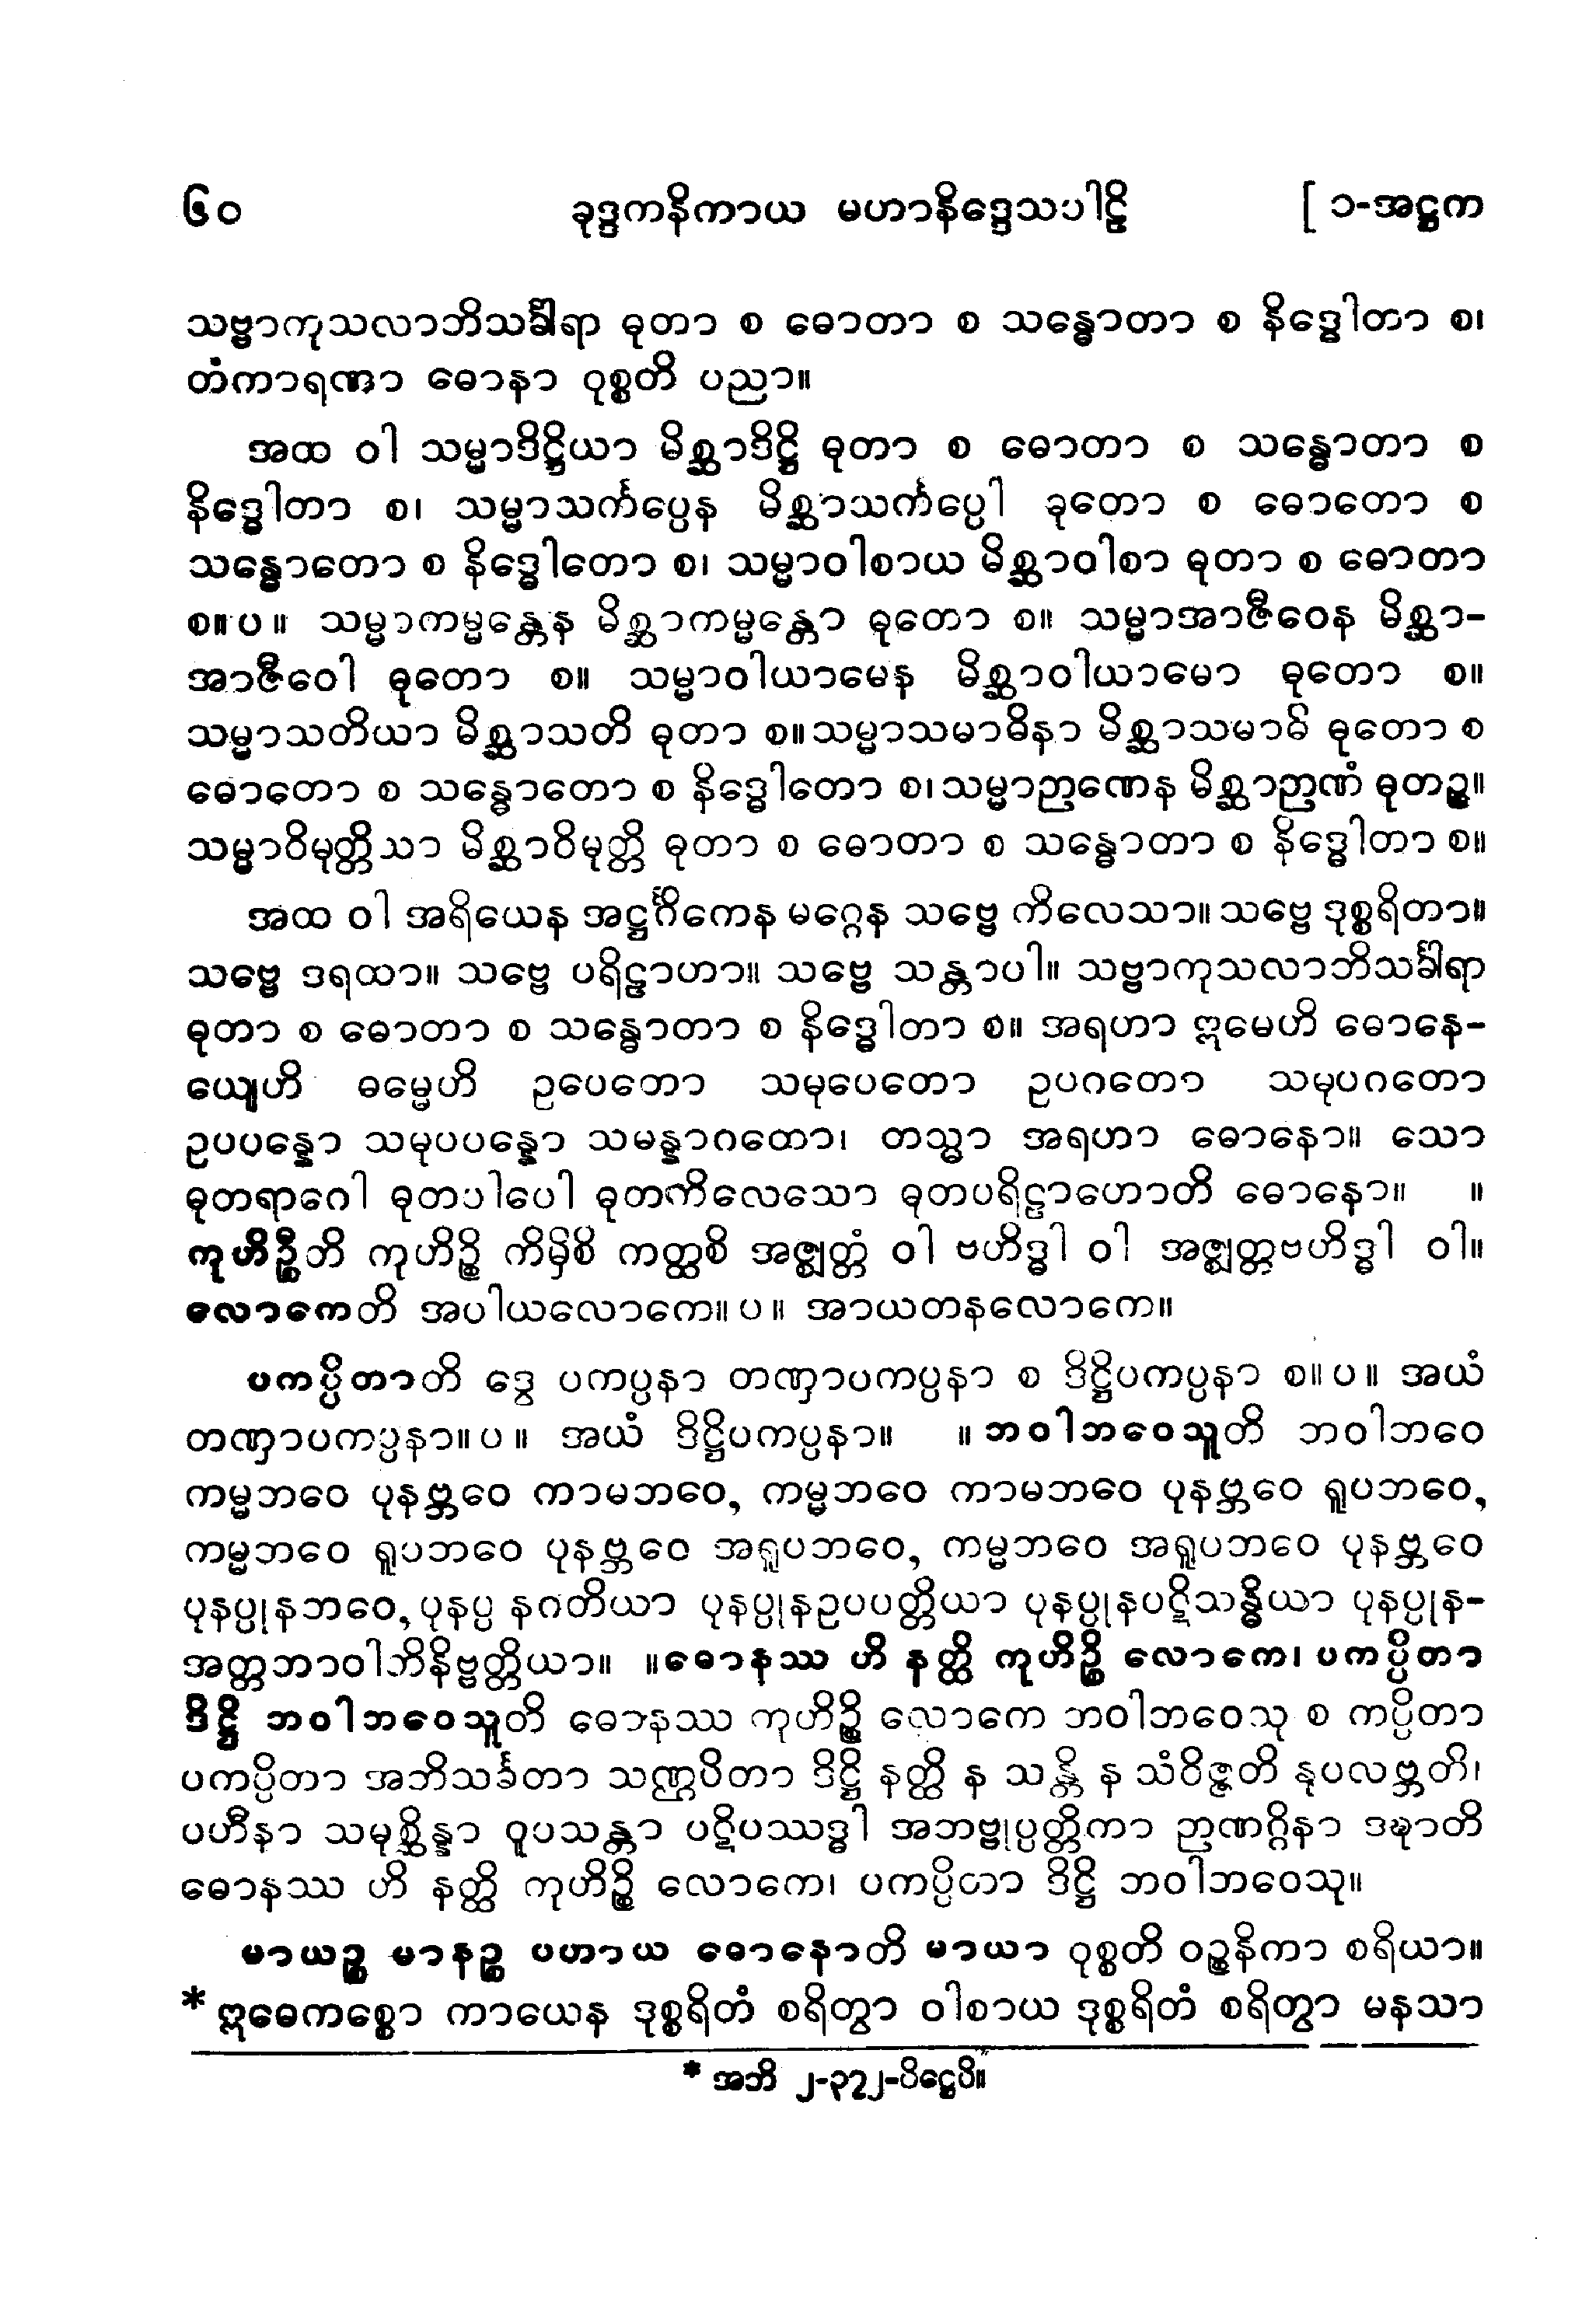 ၆၀ ခုဒ္ဒကနိကာယ မဟာနိဒ္ဒေသပါဠိ [ ၁-အဋ္ဌက
သဗ္ဗာကုသလာဘိသင်္ခါရာ ဓုတာ စ ဓောတာ စ သန္ဓောတာ စ နိဒ္ဓေါတာ စ၊
တံကာရဏာ ဓောနာ ဝုစ္စတိ ပညာ။
အထ ဝါ သမ္မာဒိဋ္ဌိယာ မိစ္ဆာဒိဋ္ဌိ ဓုတာ စ ဓောတာ စ သန္ဓောတာ စ
နိဒ္ဓေါတာ စ၊ သမ္မာသင်္ကပ္ပေန မိစ္ဆာသင်္ကပ္ပေါ ခုတော စ ဓောတော စ
သန္ဓောတော စ နိဒ္ဓေါတော စ၊ သမ္မာဝါစာယ မိစ္ဆာဝါစာ ဓုတာ စ ဓောတာ
စ။ပ။ သမ္မာကမ္မန္တေန မိစ္ဆာကမ္မန္တော ဓုတော စ။ သမ္မာအာဇီဝေန မိစ္ဆာ-
အာဇီဝေါ ဓုတော စ။ သမ္မာဝါယာမေန မိစ္ဆာဝါယာမော ဓုတော စ။
သမ္မာသတိယာ မိစ္ဆာသတိ ဓုတာ စ။သမ္မာသမာဓိနာ မိစ္ဆာသမာဓိ ဓုတော စ
ဓောတော စ သန္ဓောတော စ နိဒ္ဓေါတော စ၊သမ္မာဉာဏေန မိစ္ဆာဉာဏံ ဓုတဉ္စ။
သမ္မာဝိမုတ္တိယာ မိစ္ဆာဝိမုတ္တိ ဓုတာ စ ဓောတာ စ သန္ဓောတာ စ နိဒ္ဓေါတာ စ။
အထ ဝါ အရိယေန အဋ္ဌင်္ဂိကေန မဂ္ဂေန သဗ္ဗေ ကိလေသာ။သဗ္ဗေ ဒုစ္စရိတာ။
သဗ္ဗေ ဒရထာ။ သဗ္ဗေ ပရိဠာဟာ။ သဗ္ဗေ သန္တာပါ။ သဗ္ဗာကုသလာဘိသင်္ခါရာ
ဓုတာ စ ဓောတာ စ သန္ဓောတာ စ နိဒ္ဓေါတာ စ။ အရဟာ ဣမေဟိ ဓောနေ-
ယျေဟိ ဓမ္မေဟိ ဥပေတော သမုပေတော ဥပဂတော သမုပဂတော
ဥပပန္နော သမုပပန္နော သမန္နာဂတော၊ တသ္မာ အရဟာ ဓောနော။ သော
ဓုတရာဂေါ ဓုတပါပေါ ဓုတကိလေသော ဓုတပရိဠာဟောတိ ဓောနော။ ။
ကုဟိဉ္စီတိ ကုဟိဉ္စိ ကိမှိစိ ကတ္ထစိ အဇ္ဈတ္တံ ဝါ ဗဟိဒ္ဓါ ဝါ အဇ္ဈတ္တဗဟိဒ္ဓါ ဝါ။
လောကေတိ အပါယလောကေ။ပ။ အာယတနလောကေ။
ပကပ္ပိတာတိ ဒွေ ပကပ္ပနာ တဏှာပကပ္ပနာ စ ဒိဋ္ဌိပကပ္ပနာ စ။ပ။ အယံ
တဏှာပကပ္ပနာ။ပ။ အယံ ဒိဋ္ဌိပကပ္ပနာ။ ။ဘဝါဘဝေသူတိ ဘဝါဘဝေ
ကမ္မဘဝေ ပုနဗ္ဘဝေ ကာမဘဝေ, ကမ္မဘဝေ ကာမဘဝေ ပုနဗ္ဘဝေ ရူပဘဝေ,
ကမ္မဘဝေ ရူပဘဝေ ပုနဗ္ဘဝေ အရူပဘဝေ, ကမ္မဘဝေ အရူပဘဝေ ပုနဗ္ဘဝေ
ပုနပ္ပုနဘဝေ,ပုနပ္ပ နဂတိယာ ပုနပ္ပုနဥပပတ္တိယာ ပုနပ္ပုနပဋိသန္ဓိယာ ပုနပ္ပုန-
အတ္တဘာဝါဘိနိဗ္ဗတ္တိယာ။ ။ဓောနဿ ဟိ နတ္ထိ ကုဟိဉ္စိ လောကေ၊ ပကပ္ပိတာ
ဒိဋ္ဌိ ဘဝါဘဝေသူတိ ဓောနဿ ကုဟိဉ္စိ လောကေ ဘဝါဘဝေသု စ ကပ္ပိတာ
ပကပ္ပိတာ အဘိသင်္ခတာ သဏ္ဌပိတာ ဒိဋ္ဌိ နတ္ထိ န သန္တိ န သံဝိဇ္ဇတိ နုပလဗ္ဘတိ၊
ပဟီနာ သမုစ္ဆိန္နာ ဝူပသန္တာ ပဋိပဿဒ္ဓါ အဘဗ္ဗုပ္ပတ္တိကာ ဉာဏဂ္ဂိနာ ဒဍ္ဎာတိ
ဓောနဿ ဟိ နတ္ထိ ကုဟိဉ္စိ လောကေ၊ ပကပ္ပိတာ ဒိဋ္ဌိ ဘဝါဘဝေသု။
မာယဉ္စ မာနဉ္စ ပဟာယ ဓောနောတိ မာယာ ဝုစ္စတိ ဝဉ္စနိကာ စရိယာ။
*ဣဓေကစ္စော ကာယေန ဒုစ္စရိတံ စရိတွာ ဝါစာယ ဒုစ္စရိတံ စရိတွာ မနသာ
* အဘိ ၂-၃၇၂-ပိဋ္ဌေပိ။